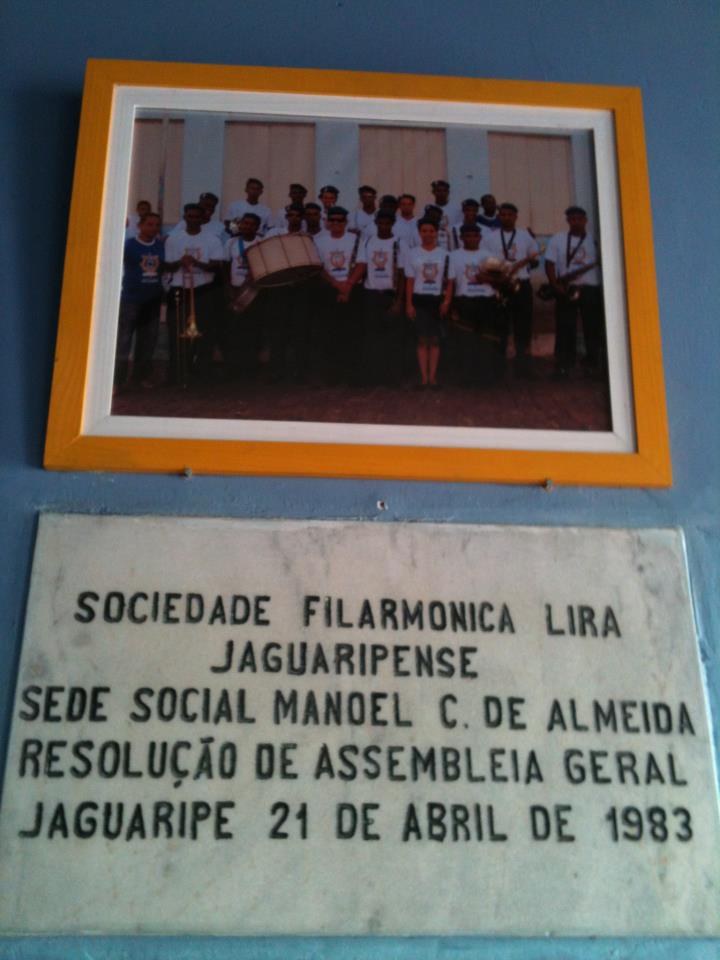 SOCIEDADE FILARMONICA LIRA
JAGUARIPENSE
SEDE SOCIAL MANOEL C. DE ALMEIDA
RESOLUÇÃO DE ASSEMBLEIA GERAL
JAGUARIPE 21 DE ABRIL DE 1983